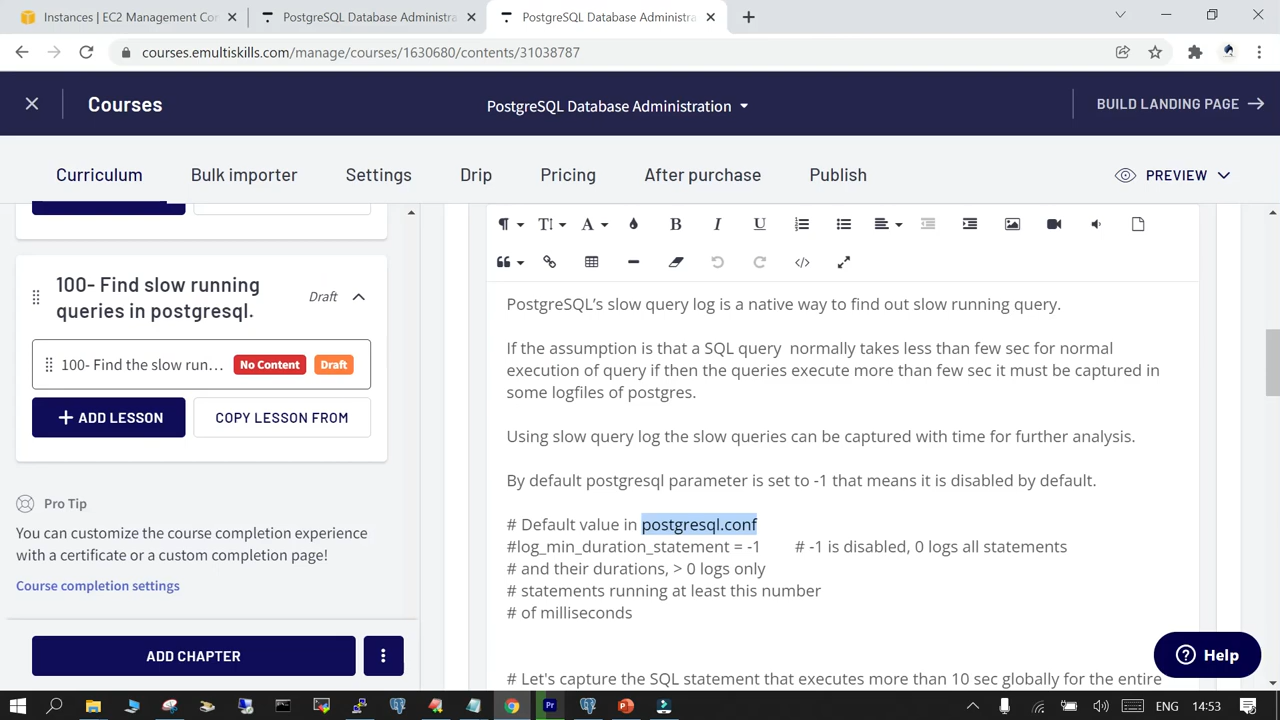 Instances | EC2 Management Co
PostgreSQL Database Administra
PostgreSQL Database Administra
courses.emultiskills.com/manage/courses/1630680/contents/31038787
Courses
PostgreSQL Database Administration
BUILD LANDING PAGE
Curriculum
Bulk importer
Settings
Drip
Pricing
After purchase
Publish
PREVIEW
100- Find slow running
queries in postgresql.
Draft
100- Find the slow run...
No Content
Draft
ADD LESSON
COPY LESSON FROM
Pro Tip
You can customize the course completion experience
with a certificate or a custom completion page!
Course completion settings
ADD CHAPTER
PostgreSQL’s slow query log is a native way to find out slow running query.
If the assumption is that a SQL query normally takes less than few sec for normal
execution of query if then the queries execute more than few sec it must be captured in
some logfiles of postgres.
Using slow query log the slow queries can be captured with time for further analysis.
By default postgresql parameter is set to -1 that means it is disabled by default.
# Default value in postgresql.conf
#log_min_duration_statement = -1 # -1 is disabled, 0 logs all statements
# and their durations, > 0 logs only
# statements running at least this number
# of milliseconds
# Let's capture the SQL statement that executes more than 10 sec globally for the entire
Help
ENG
14:53